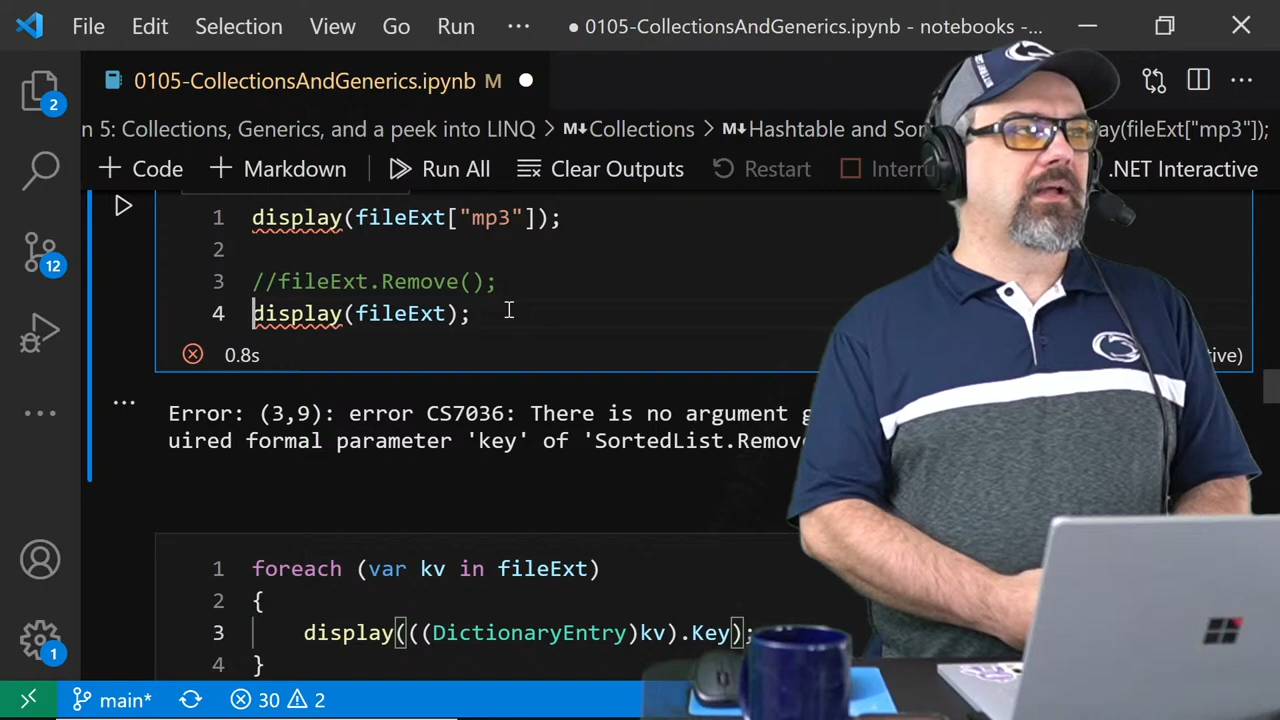 File Edit Selection View Go Run ··· ● 0105-CollectionsAndGenerics.ipynb - notebooks -...
0105-CollectionsAndGenerics.ipynb M
n 5: Collections, Generics, and a peek into LINQ > M↓Collections > M↓Hashtable and Sor lay(fileExt["mp3"]);
+ Code + Markdown Run All Clear Outputs Restart Interru .NET Interactive
1 display(fileExt["mp3"]);
2
3 //fileExt.Remove();
4 display(fileExt);
0.8s tive)
Error: (3,9): error CS7036: There is no argument g
uired formal parameter 'key' of 'SortedList.Remove
1 foreach (var kv in fileExt)
2 {
3 display(((DictionaryEntry)kv).Key);
4 }
2
12
1
main* 30 2